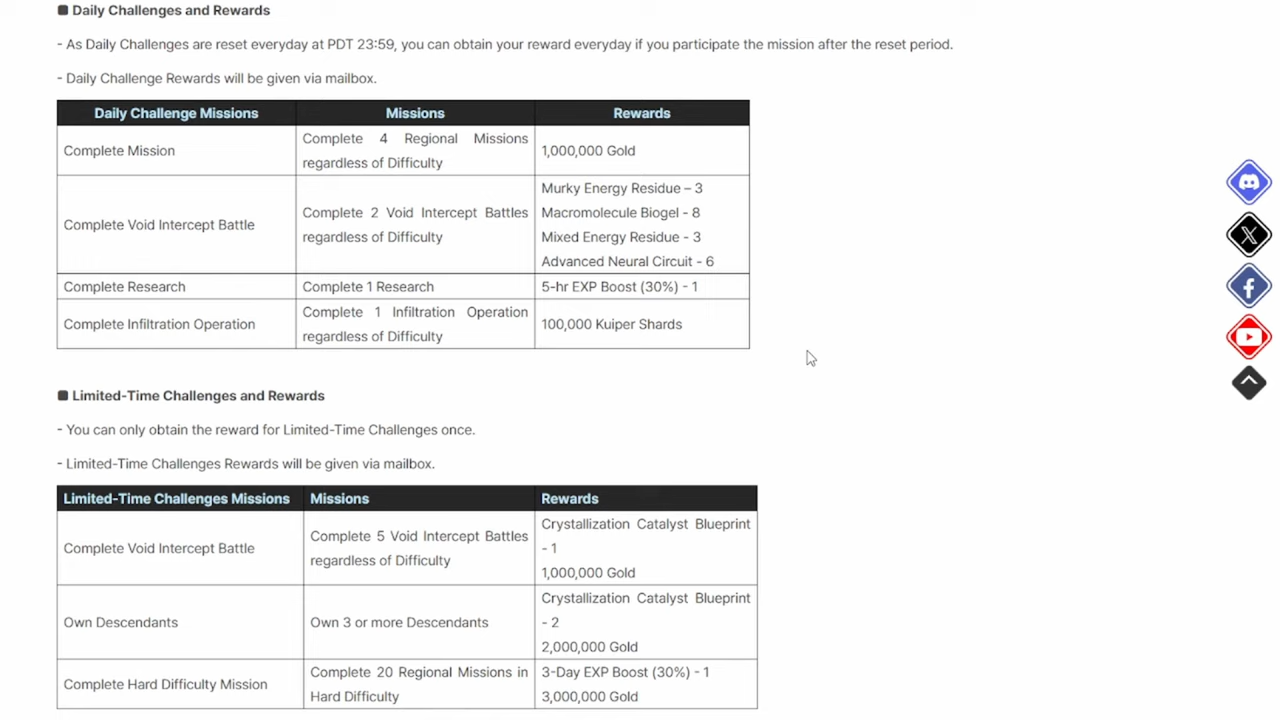 Daily Challenges and Rewards
- As Daily Challenges are reset everyday at PDT 23:59, you can obtain your reward everyday if you participate the mission after the reset period.
- Daily Challenge Rewards will be given via mailbox.
Daily Challenge Missions Missions Rewards
Complete Mission
Complete 4 Regional Missions
regardless of Difficulty
1,000,000 Gold
Complete Void Intercept Battle
Complete 2 Void Intercept Battles
regardless of Difficulty
Murky Energy Residue – 3
Macromolecule Biogel - 8
Mixed Energy Residue - 3
Advanced Neural Circuit - 6
Complete Research
Complete 1 Research
5-hr EXP Boost (30%) - 1
Complete Infiltration Operation
Complete 1 Infiltration Operation
regardless of Difficulty
100,000 Kuiper Shards
Limited-Time Challenges and Rewards
- You can only obtain the reward for Limited-Time Challenges once.
- Limited-Time Challenges Rewards will be given via mailbox.
Limited-Time Challenges Missions Missions Rewards
Complete Void Intercept Battle
Complete 5 Void Intercept Battles
regardless of Difficulty
Crystallization Catalyst Blueprint
- 1
1,000,000 Gold
Own Descendants
Own 3 or more Descendants
Crystallization Catalyst Blueprint
- 2
2,000,000 Gold
Complete Hard Difficulty Mission
Complete 20 Regional Missions in
Hard Difficulty
3-Day EXP Boost (30%) - 1
3,000,000 Gold